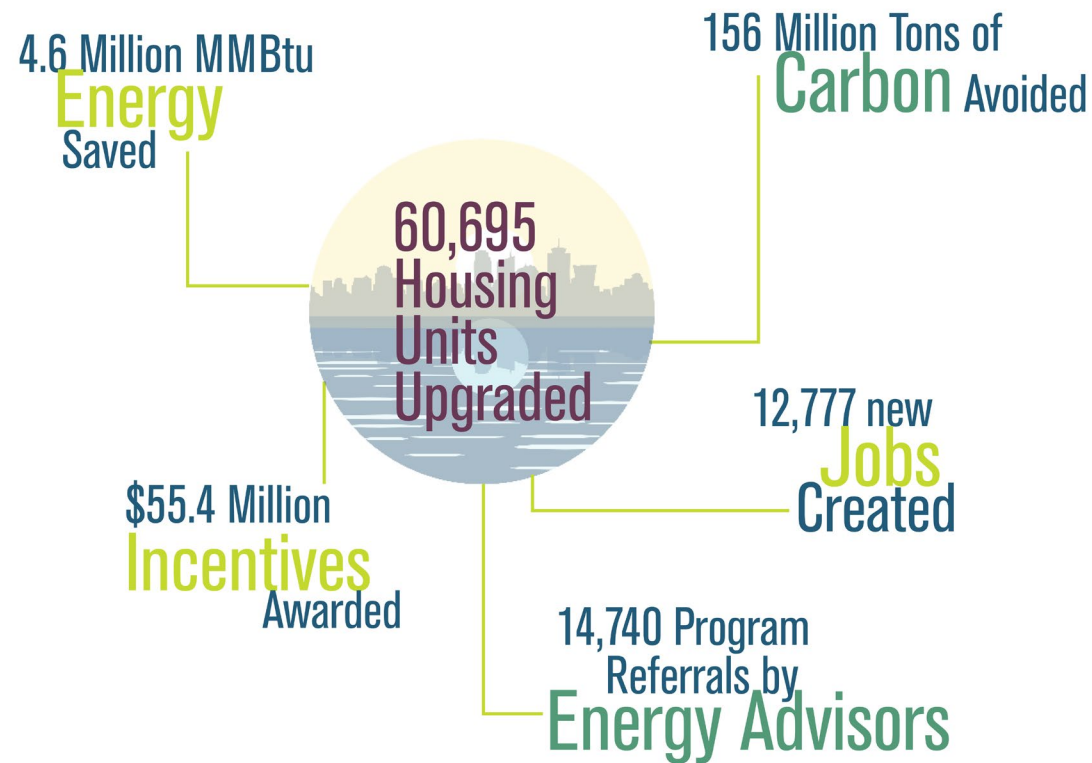 4.6 Million MMBtu
Energy
Saved
156 Million Tons of
Carbon Avoided
60,695
Housing
Units
Upgraded
12,777 new
Jobs
Created
$55.4 Million
Incentives
Awarded
14,740 Program
Referrals by
Energy Advisors